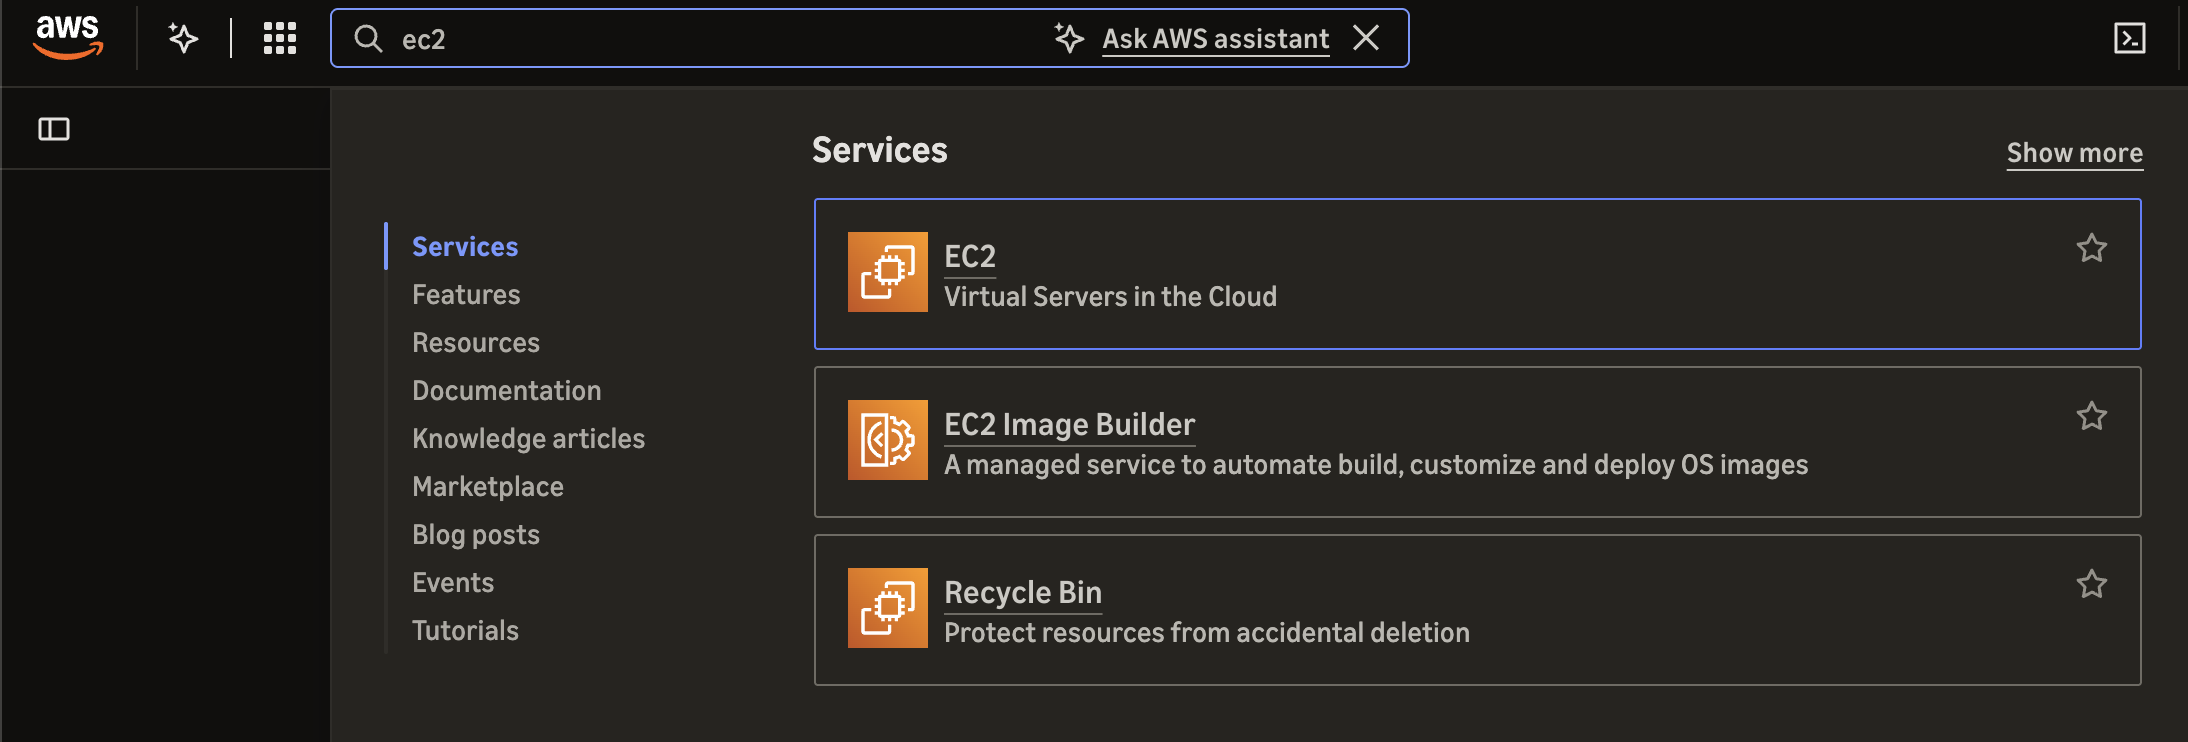 aws
ec2
Ask AWS assistant
Services
Features
Resources
Documentation
Knowledge articles
Marketplace
Blog posts
Events
Tutorials
Services
Show more
EC2
Virtual Servers in the Cloud
EC2 Image Builder
A managed service to automate build, customize and deploy OS images
Recycle Bin
Protect resources from accidental deletion